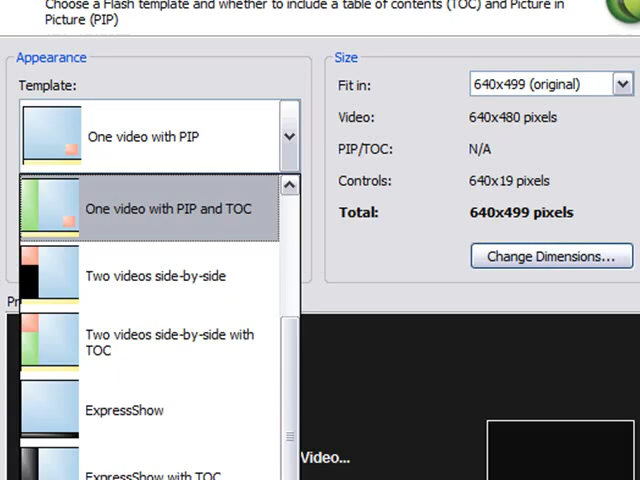 Choose a Flash template and whether to include a table of contents (TOC) and Picture in
Picture (PIP)
Appearance
Template:
One video with PIP
One video with PIP and TOC
Two videos side-by-side
Two videos side-by-side with
TOC
ExpressShow
ExpressShow with TOC
Size
Fit in:
640x499 (original)
Video:
640x480 pixels
PIP/TOC:
N/A
Controls:
640x19 pixels
Total:
640x499 pixels
Change Dimensions...
Pr
Video...